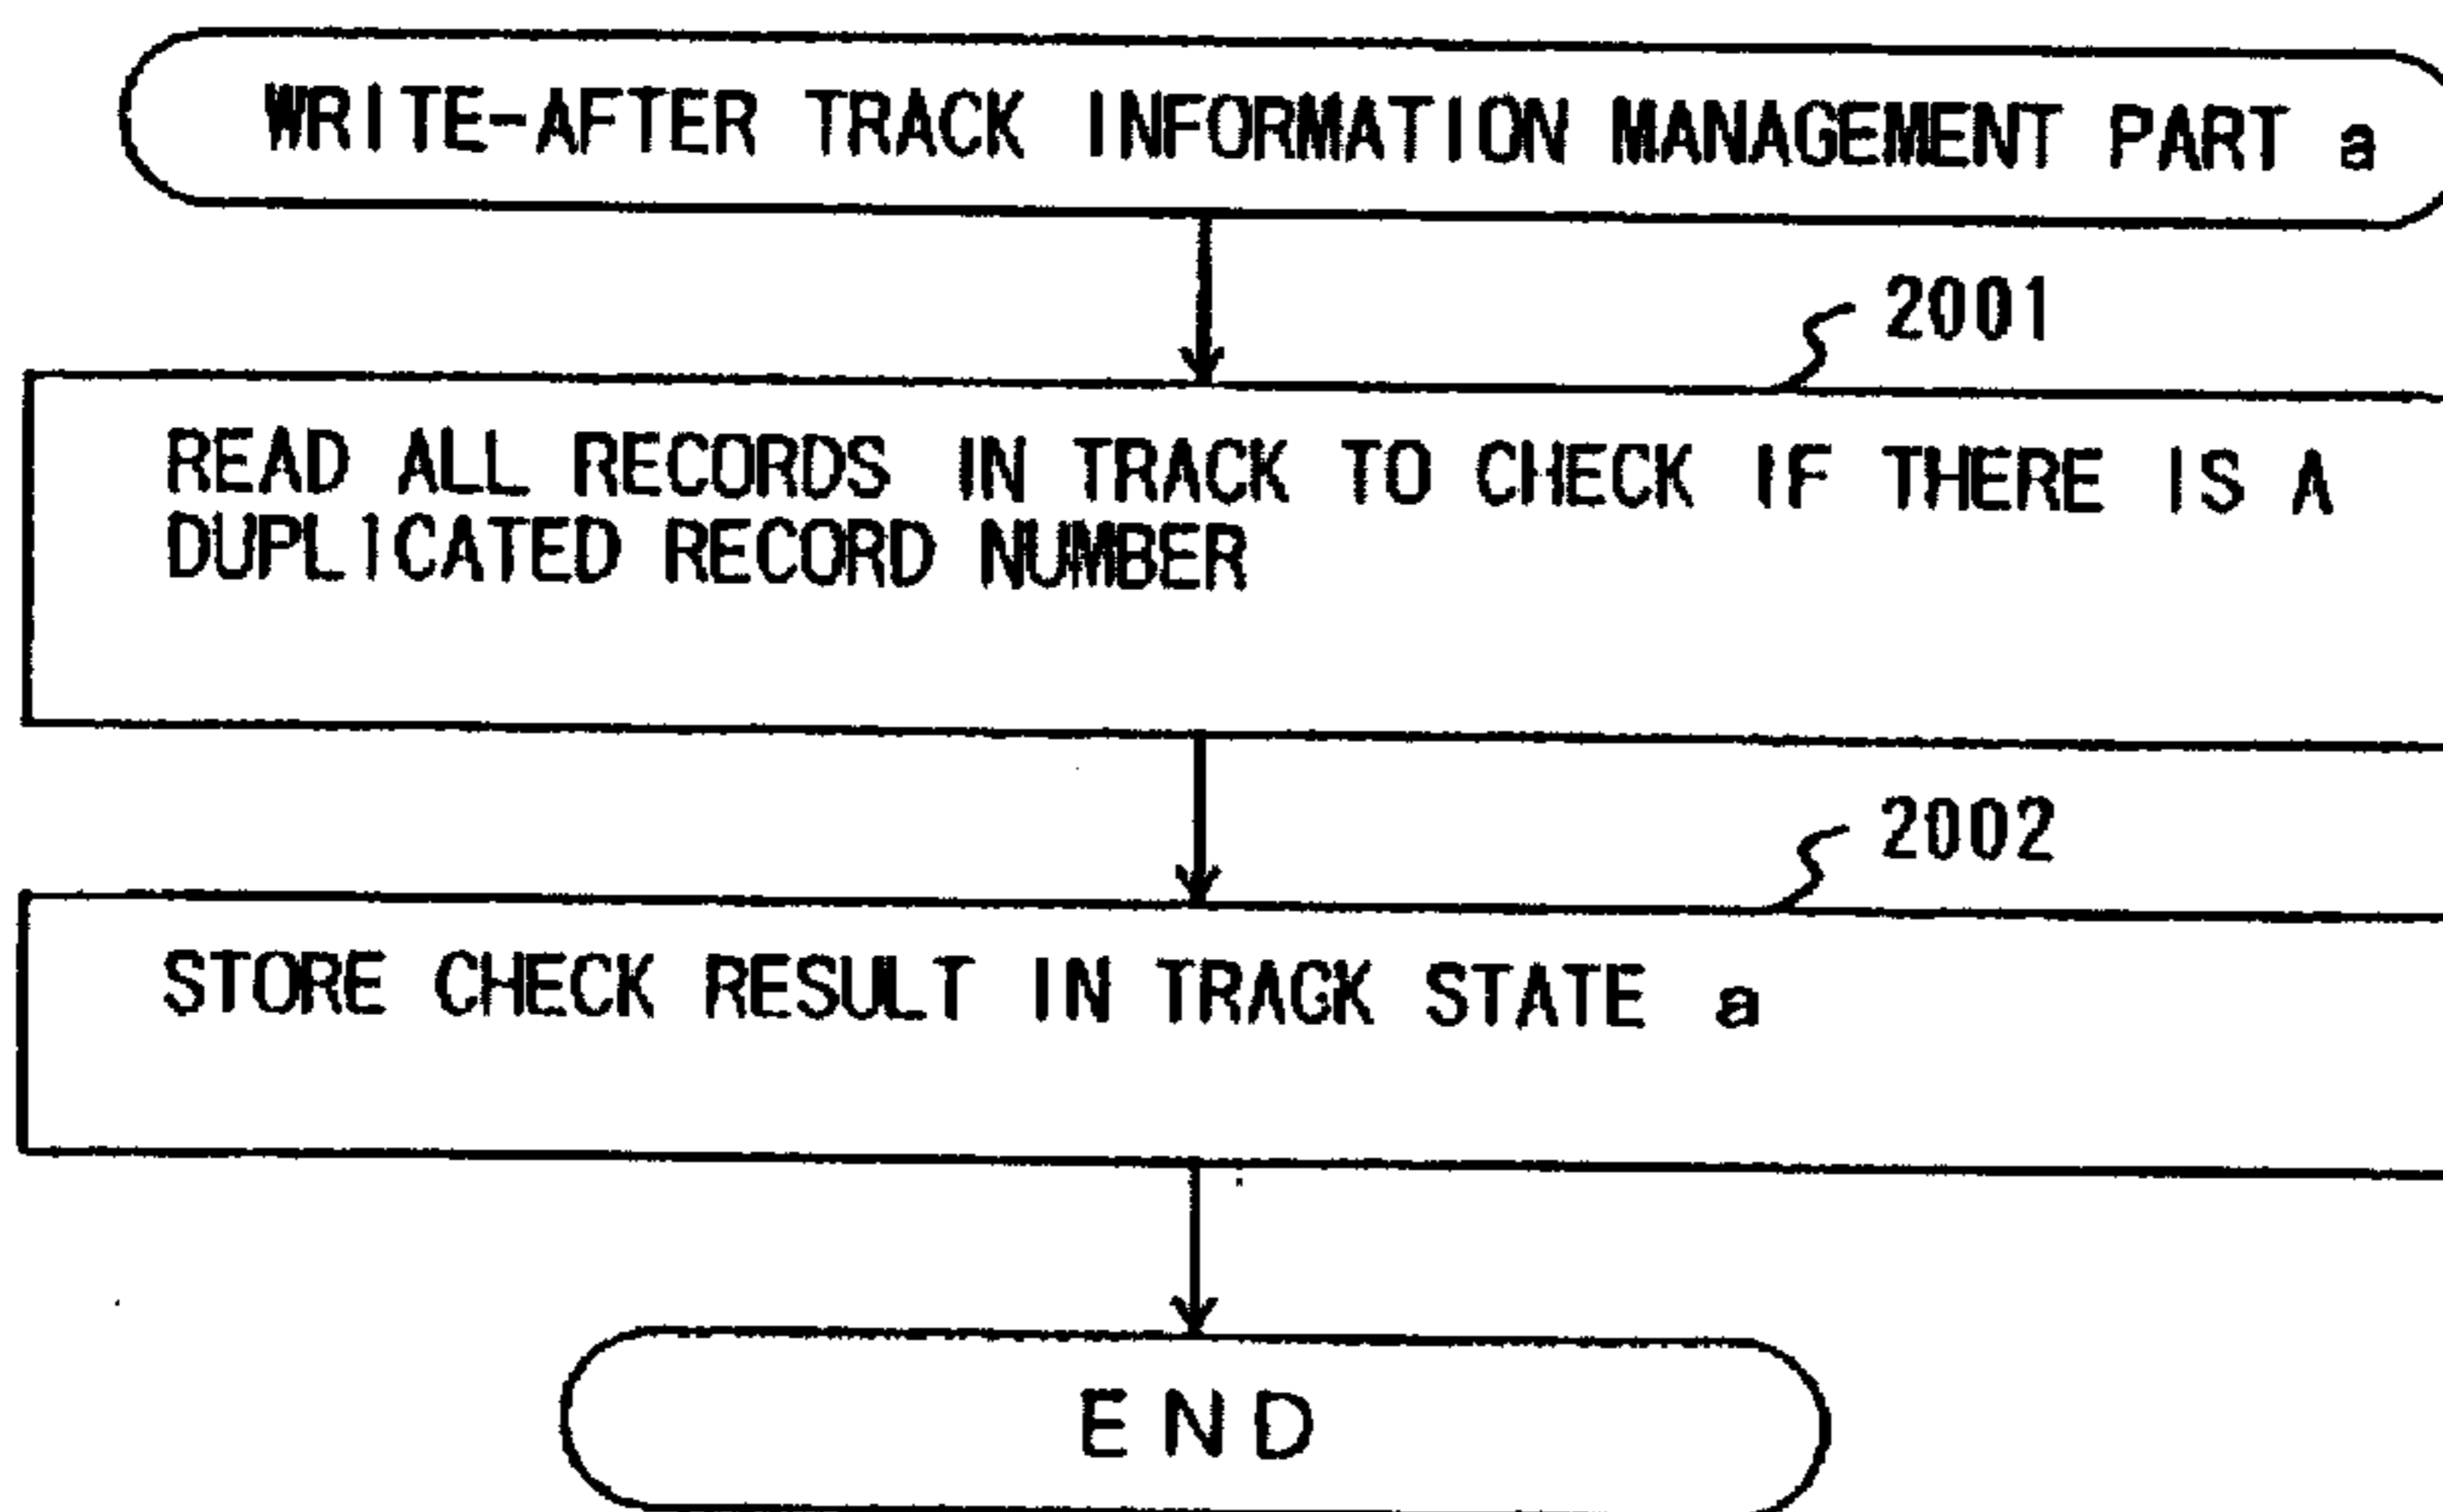 WRITE-AFTER TRACK INFORMATION MANAGEMENT PART a
2001
READ ALL RECORDS IN TRACK TO CHECK IF THERE IS A
DUPLICATED RECORD NUMBER
2002
STORE CHECK RESULT IN TRACK STATE a
END